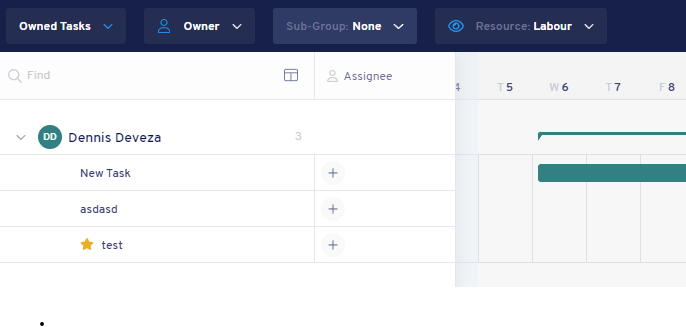 Owned Tasks Owner Sub-Group: None Resource: Labour
Find Assignee 4 T 5 W 6 T 7 F 8
DD Dennis Deveza 3
New Task
asdasd
test